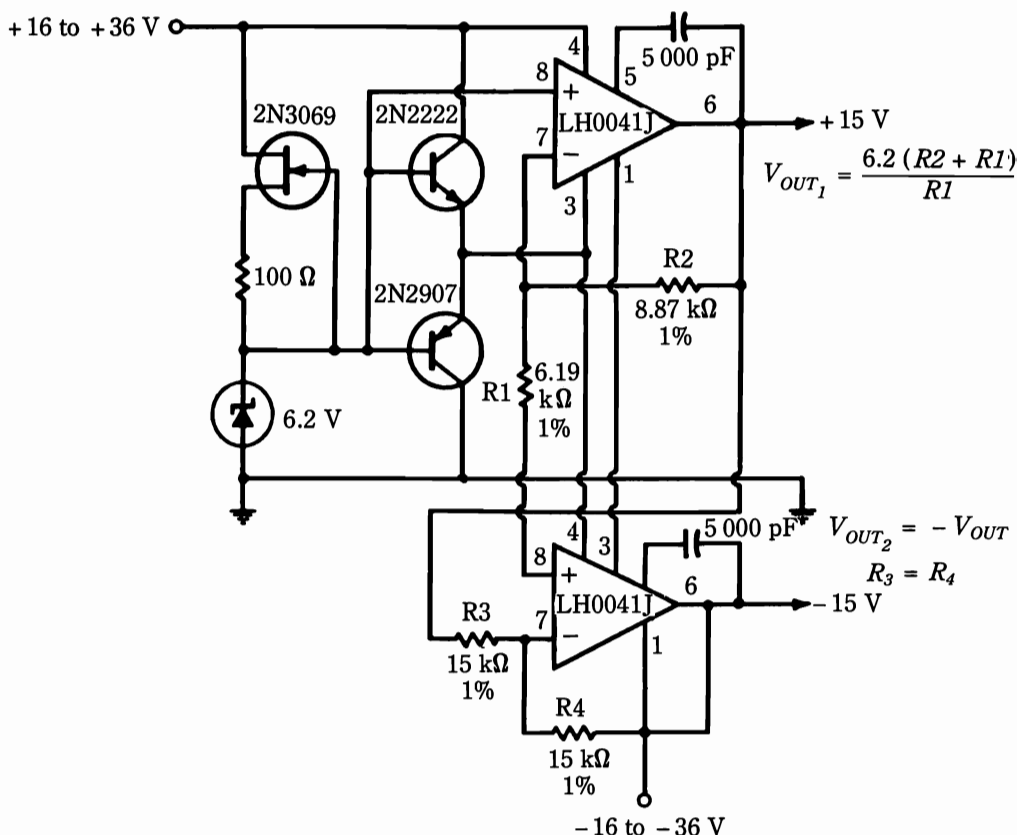 +16 to +36 V
4
5 000 pF
5
8
+
2N3069
2N2222
LH0041J
6
+15 V
7
−
1
3
V_OUT₁ = 6.2 (R2 + R1) / R1
100 Ω
R2
8.87 kΩ
1%
2N2907
R1
6.19
kΩ
1%
6.2 V
4
3
5 000 pF
V_OUT₂ = − V_OUT
R₃ = R₄
8
+
LH0041J
6
−15 V
7
−
1
R3
15 kΩ
1%
R4
15 kΩ
1%
−16 to −36 V